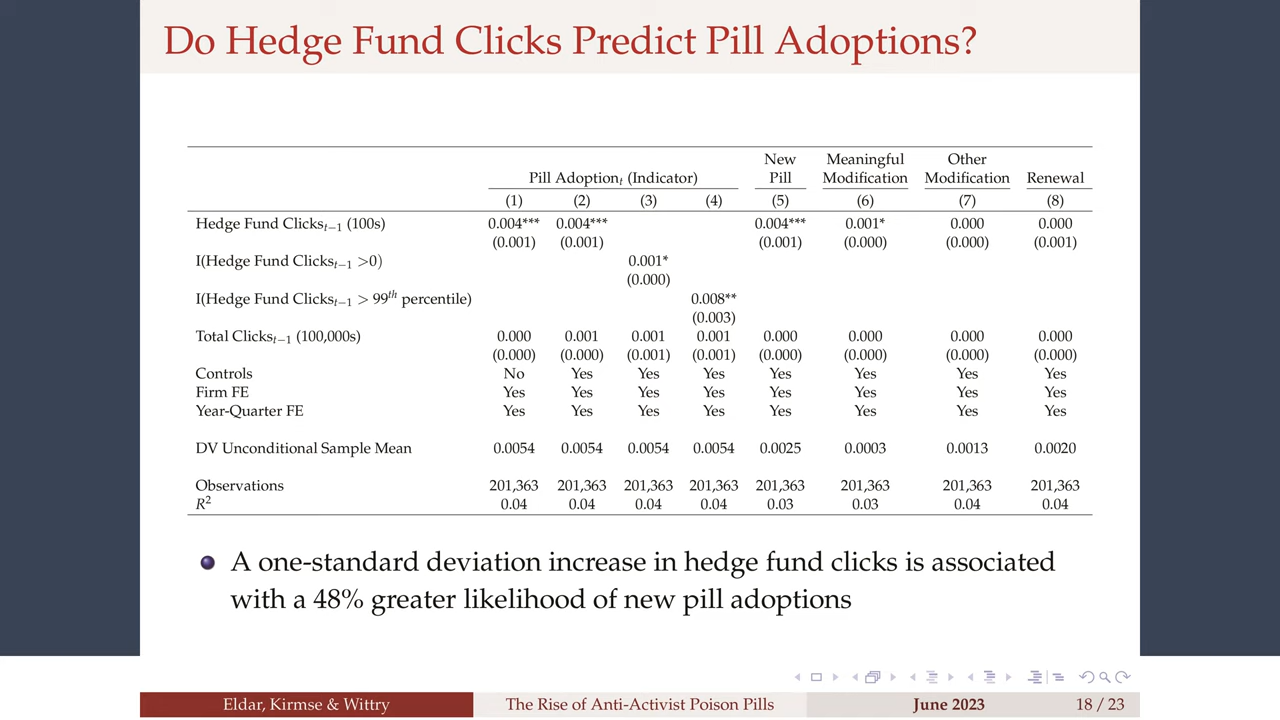 Do Hedge Fund Clicks Predict Pill Adoptions?
New Meaningful Other
Pill Adoption_t (Indicator) Pill Modification Modification Renewal
(1) (2) (3) (4) (5) (6) (7) (8)
Hedge Fund Clicks_{t−1} (100s) 0.004*** 0.004*** 0.004*** 0.001* 0.000 0.000
(0.001) (0.001) (0.001) (0.000) (0.000) (0.001)
I(Hedge Fund Clicks_{t−1} >0) 0.001*
(0.000)
I(Hedge Fund Clicks_{t−1} > 99^{th} percentile) 0.008**
(0.003)
Total Clicks_{t−1} (100,000s) 0.000 0.001 0.001 0.001 0.000 0.000 0.000 0.000
(0.000) (0.000) (0.001) (0.001) (0.000) (0.000) (0.000) (0.000)
Controls No Yes Yes Yes Yes Yes Yes Yes
Firm FE Yes Yes Yes Yes Yes Yes Yes Yes
Year-Quarter FE Yes Yes Yes Yes Yes Yes Yes Yes
DV Unconditional Sample Mean 0.0054 0.0054 0.0054 0.0054 0.0025 0.0003 0.0013 0.0020
Observations 201,363 201,363 201,363 201,363 201,363 201,363 201,363 201,363
R² 0.04 0.04 0.04 0.04 0.03 0.03 0.04 0.04
A one-standard deviation increase in hedge fund clicks is associated
with a 48% greater likelihood of new pill adoptions
Eldar, Kirmse & Wittry The Rise of Anti-Activist Poison Pills June 2023 18 / 23